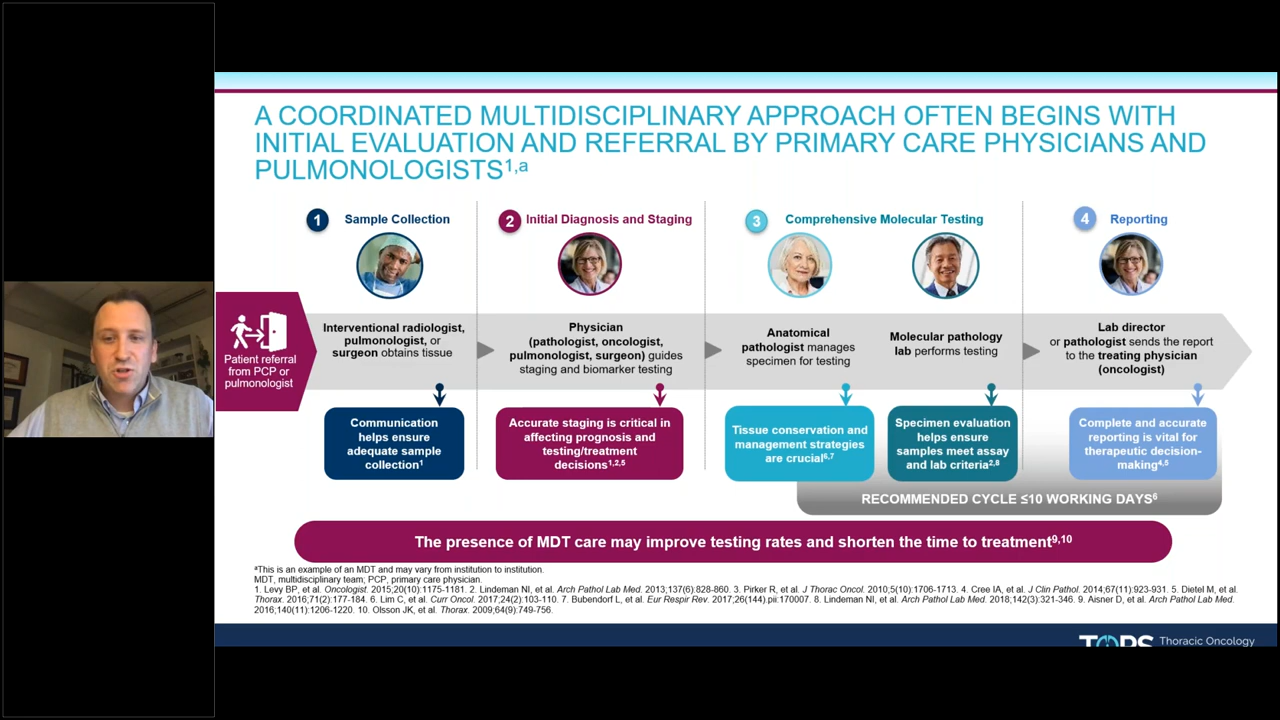 A COORDINATED MULTIDISCIPLINARY APPROACH OFTEN BEGINS WITH
INITIAL EVALUATION AND REFERRAL BY PRIMARY CARE PHYSICIANS AND
PULMONOLOGISTS1,a
Patient referral
from PCP or
pulmonologist
1 Sample Collection
Interventional radiologist,
pulmonologist, or
surgeon obtains tissue
Communication
helps ensure
adequate sample
collection1
2 Initial Diagnosis and Staging
Physician
(pathologist, oncologist,
pulmonologist, surgeon) guides
staging and biomarker testing
Accurate staging is critical in
affecting prognosis and
testing/treatment
decisions1,2,5
3 Comprehensive Molecular Testing
Anatomical
pathologist manages
specimen for testing
Tissue conservation and
management strategies
are crucial6,7
Molecular pathology
lab performs testing
Specimen evaluation
helps ensure
samples meet assay
and lab criteria2,8
4 Reporting
Lab director
or pathologist sends the report
to the treating physician
(oncologist)
Complete and accurate
reporting is vital for
therapeutic decision-
making4,5
RECOMMENDED CYCLE ≤10 WORKING DAYS6
The presence of MDT care may improve testing rates and shorten the time to treatment9,10
aThis is an example of an MDT and may vary from institution to institution.
MDT, multidisciplinary team; PCP, primary care physician.
1. Levy BP, et al. Oncologist. 2015;20(10):1175-1181. 2. Lindeman NI, et al. Arch Pathol Lab Med. 2013;137(6):828-860. 3. Pirker R, et al. J Thorac Oncol. 2010;5(10):1706-1713. 4. Cree IA, et al. J Clin Pathol. 2014;67(11):923-931. 5. Dietel M, et al.
Thorax. 2016;71(2):177-184. 6. Lim C, et al. Curr Oncol. 2017;24(2):103-110. 7. Bubendorf L, et al. Eur Respir Rev. 2017;26(144).pii:170007. 8. Lindeman NI, et al. Arch Pathol Lab Med. 2018;142(3):321-346. 9. Aisner D, et al. Arch Pathol Lab Med.
2016;140(11):1206-1220. 10. Olsson JK, et al. Thorax. 2009;64(9):749-756.
TOPS Thoracic Oncology